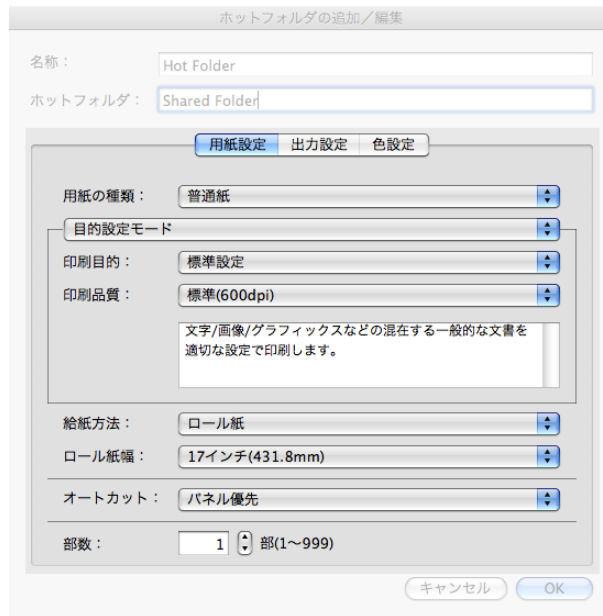 ホットフォルダの追加／編集
名称：
Hot Folder
ホットフォルダ：
Shared Folder
用紙設定 出力設定 色設定
用紙の種類： 普通紙
目的設定モード
印刷目的： 標準設定
印刷品質： 標準(600dpi)
文字/画像/グラフィックスなどの混在する一般的な文書を
適切な設定で印刷します。
給紙方法： ロール紙
ロール紙幅： 17インチ(431.8mm)
オートカット： パネル優先
部数： 1 部(1〜999)
キャンセル OK